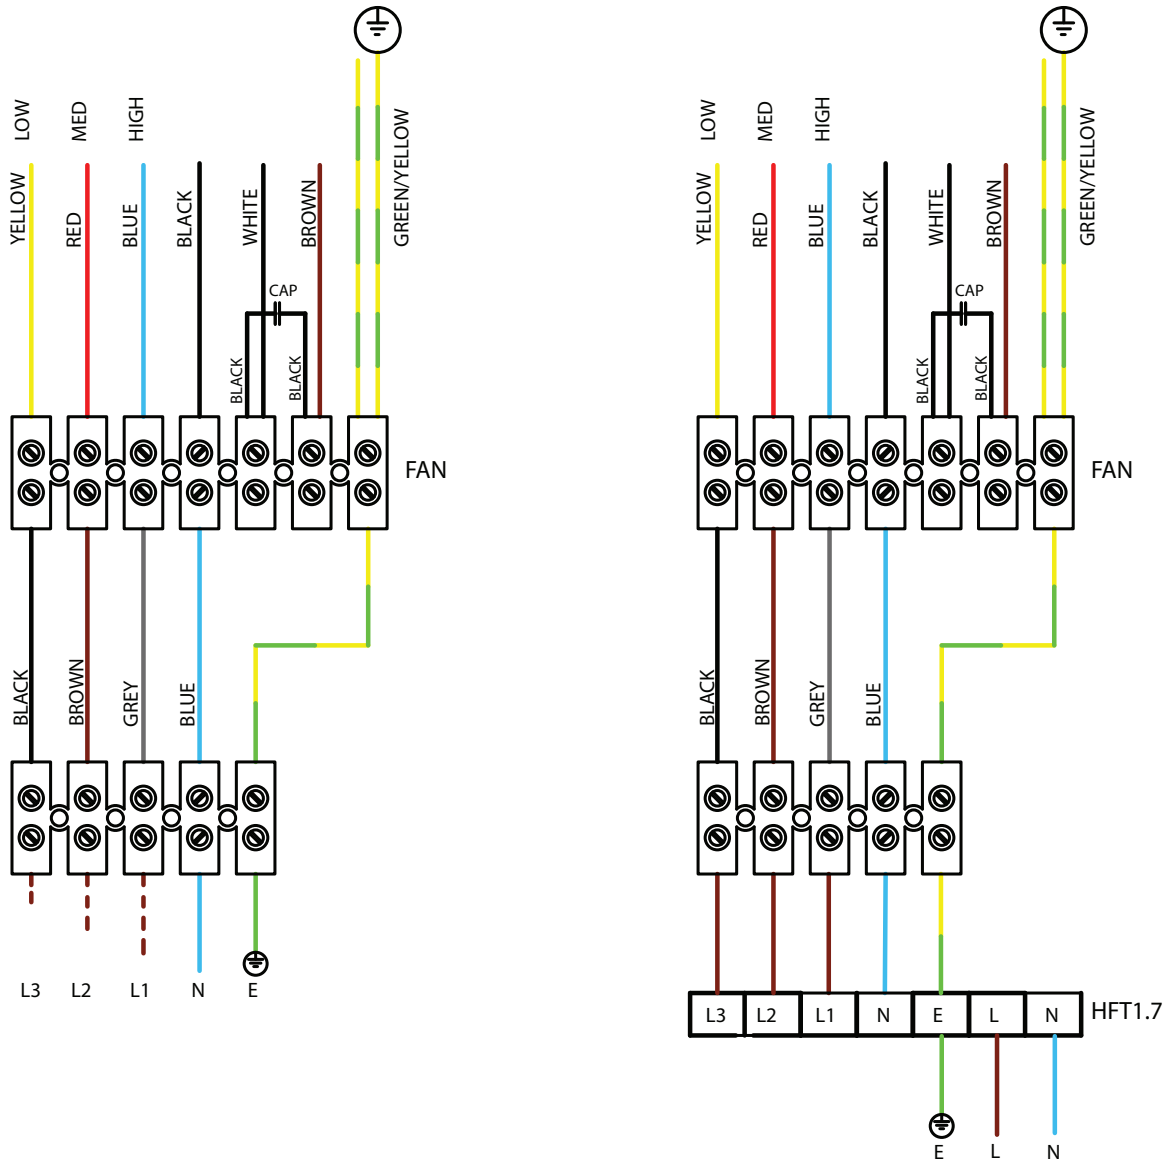 LOW
MED
HIGH
YELLOW
RED
BLUE
BLACK
WHITE
BROWN
GREEN/YELLOW
CAP
BLACK
BLACK
FAN
BLACK
BROWN
GREY
BLUE
L3 L2 L1 N E
LOW
MED
HIGH
YELLOW
RED
BLUE
BLACK
WHITE
BROWN
GREEN/YELLOW
CAP
BLACK
BLACK
FAN
BLACK
BROWN
GREY
BLUE
L3 L2 L1 N E L N HFT1.7
E L N